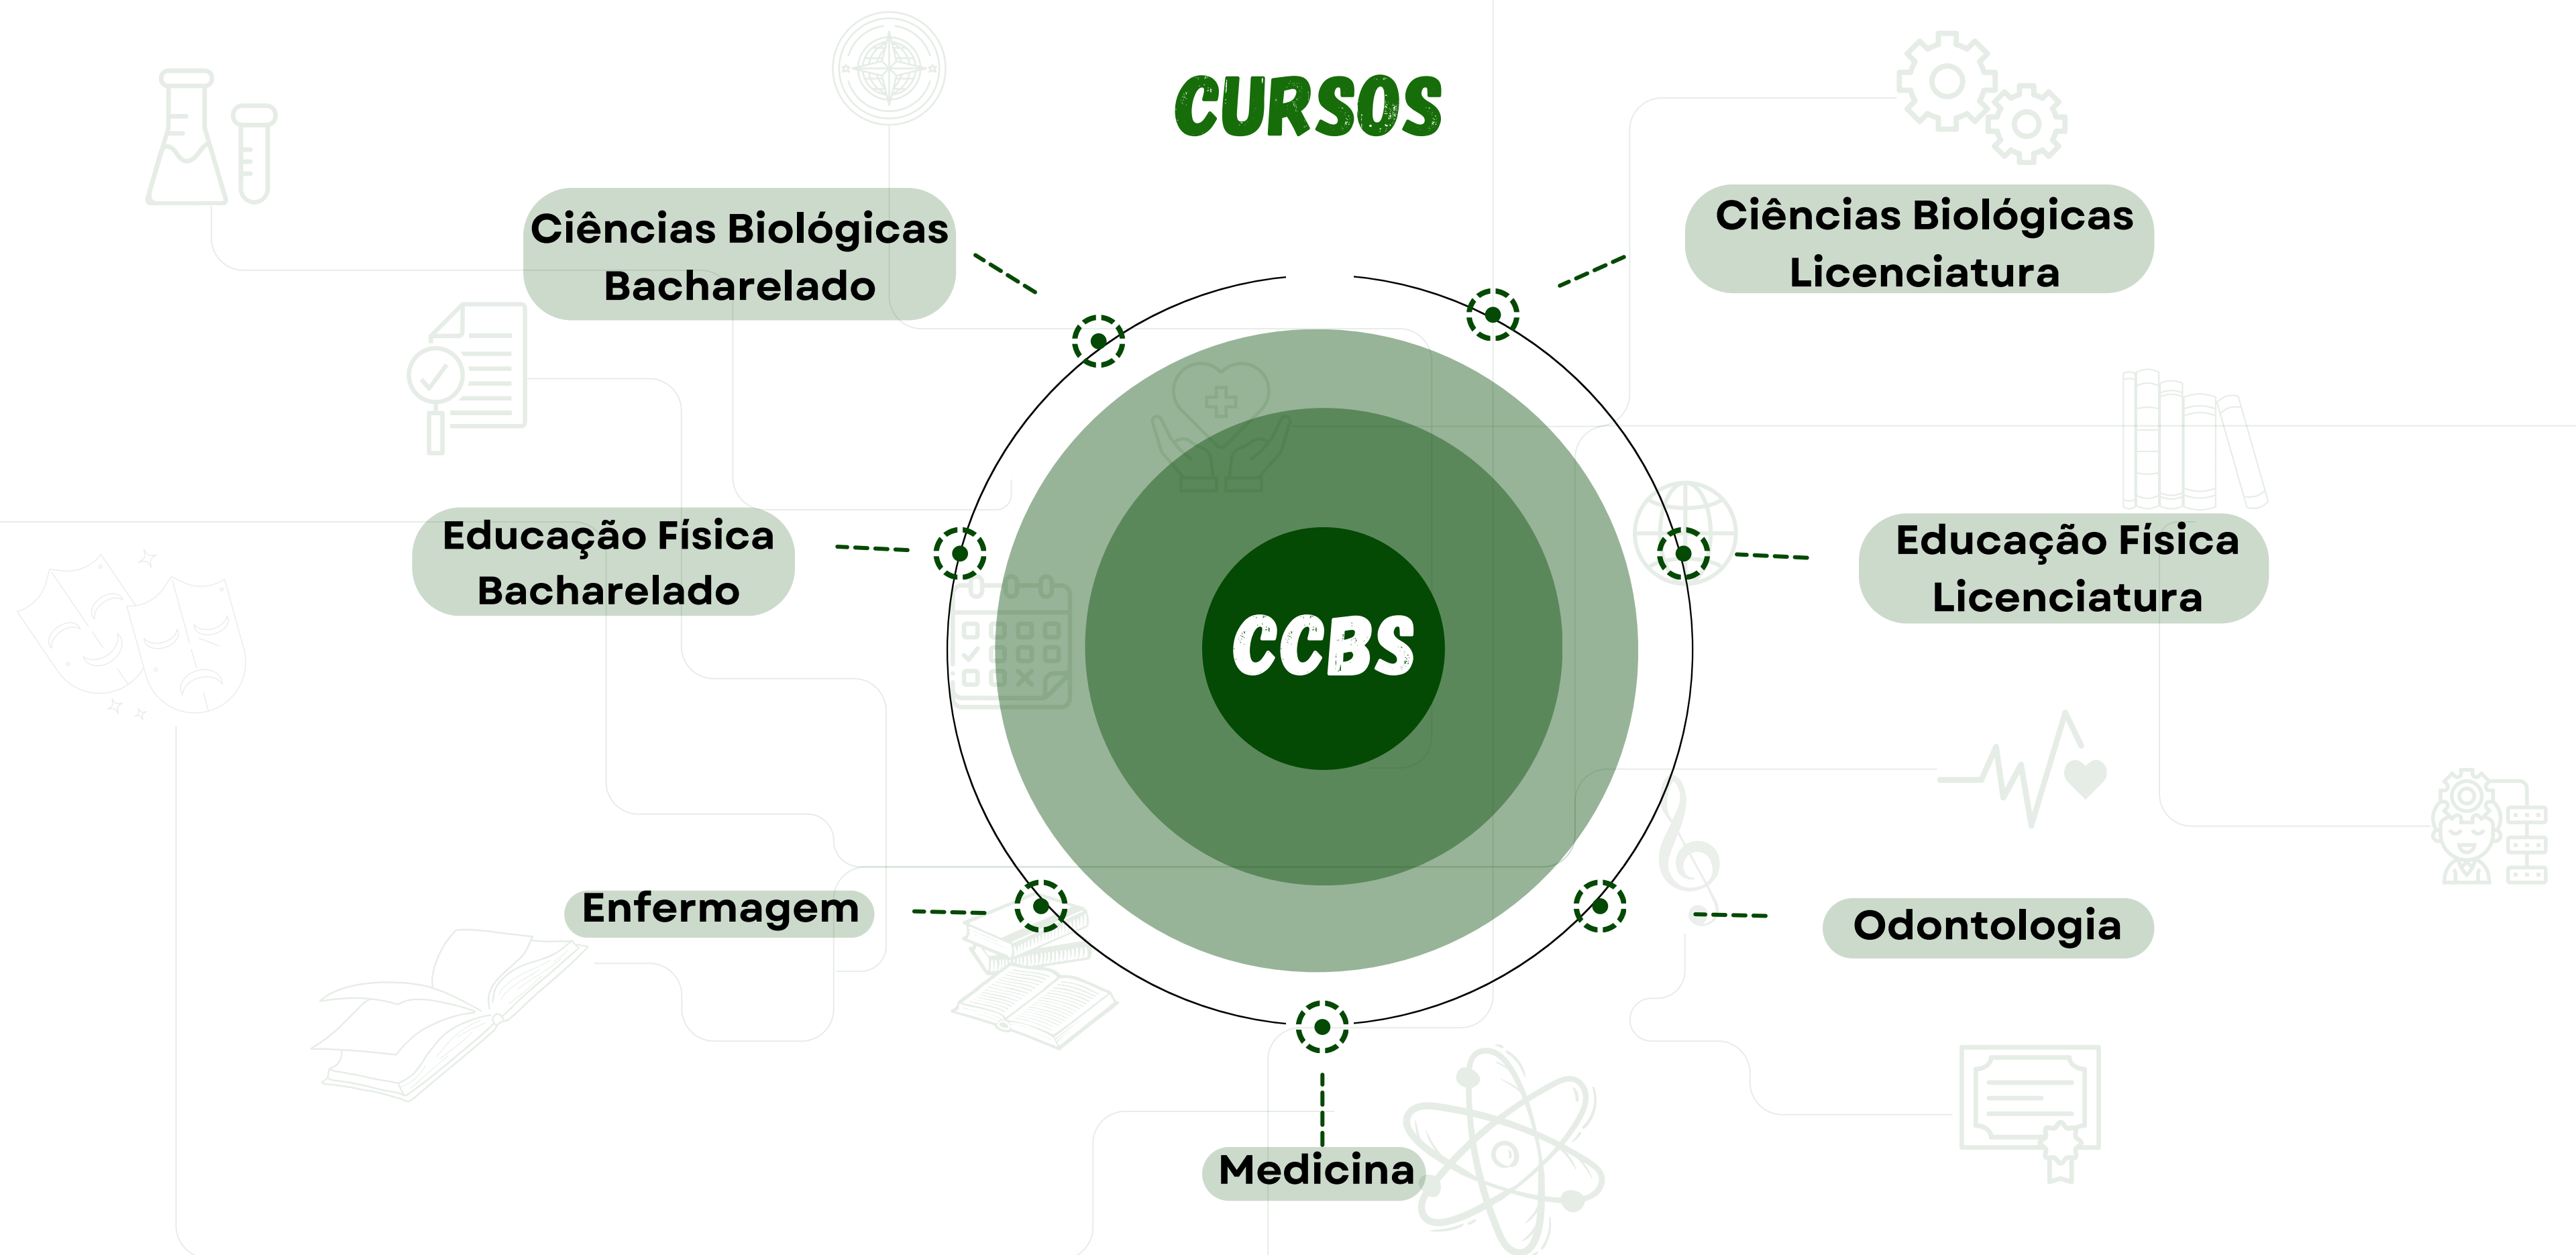 CURSOS
Ciências Biológicas
Bacharelado
Ciências Biológicas
Licenciatura
Educação Física
Bacharelado
Educação Física
Licenciatura
CCBS
Enfermagem
Odontologia
Medicina